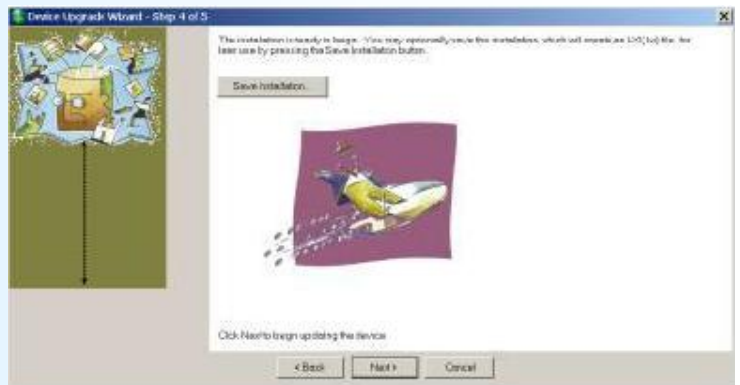 Device Upgrade Wizard - Step 4 of 5
The installation is ready to begin. You may optionally save the installation, which will create an file, for
later use by pressing the Save Installation button.
Save Installation...
Click Next to begin updating the device
< Back
Next >
Cancel